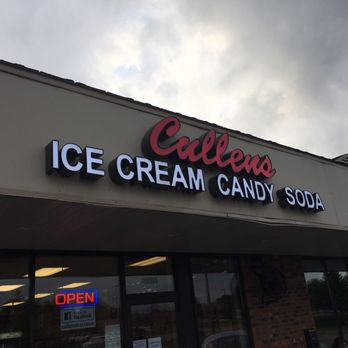 Cullens
ICE CREAM CANDY SODA
OPEN